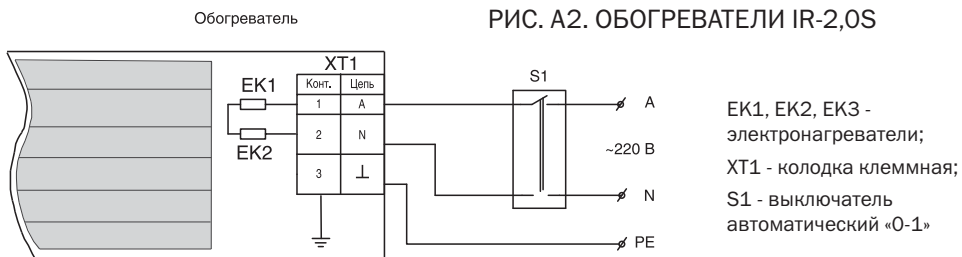 Обогреватель
РИС. А2. ОБОГРЕВАТЕЛИ IR-2,0S
XT1
Конт. Цепь
1 A
2 N
3 ⊥
EK1
EK2
S1
A
~220 В
N
PE
EK1, EK2, EK3 -
электронагреватели;
XT1 - колодка клеммная;
S1 - выключатель
автоматический «0-1»